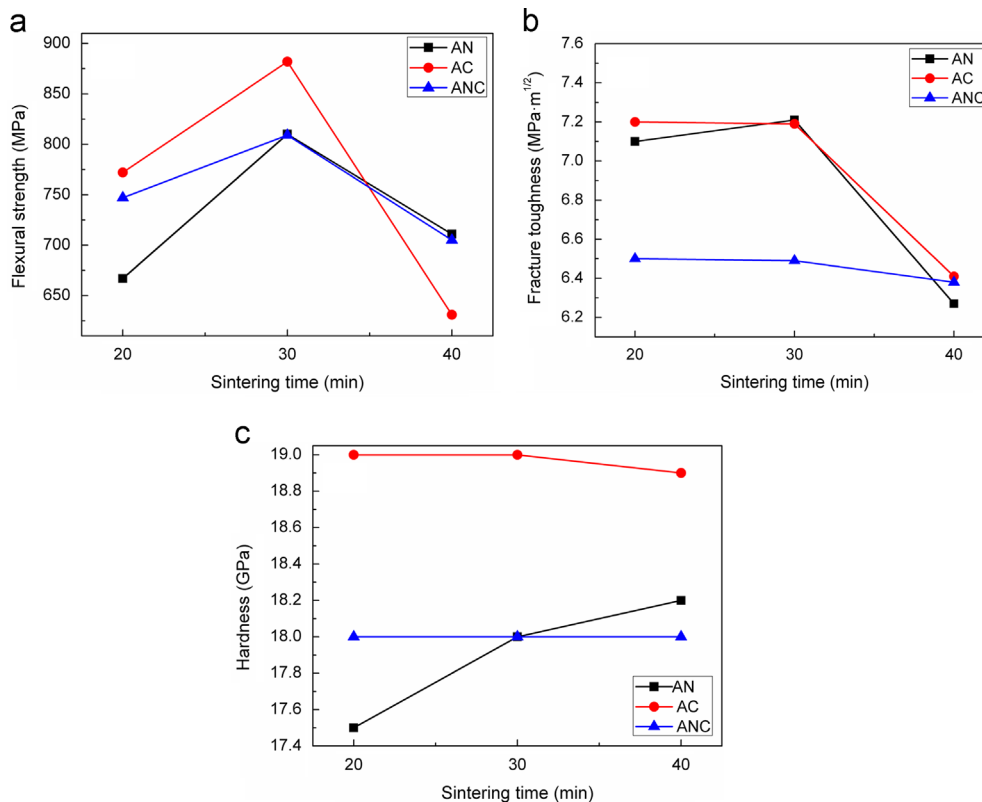 a
900
850
800
750
700
650
Flexural strength (MPa)
AN
AC
ANC
20
30
40
Sintering time (min)
b
7.6
7.4
7.2
7.0
6.8
6.6
6.4
6.2
Fracture toughness (MPa·m1/2)
AN
AC
ANC
20
30
40
Sintering time (min)
c
19.0
18.8
18.6
18.4
18.2
18.0
17.8
17.6
17.4
Hardness (GPa)
AN
AC
ANC
20
30
40
Sintering time (min)